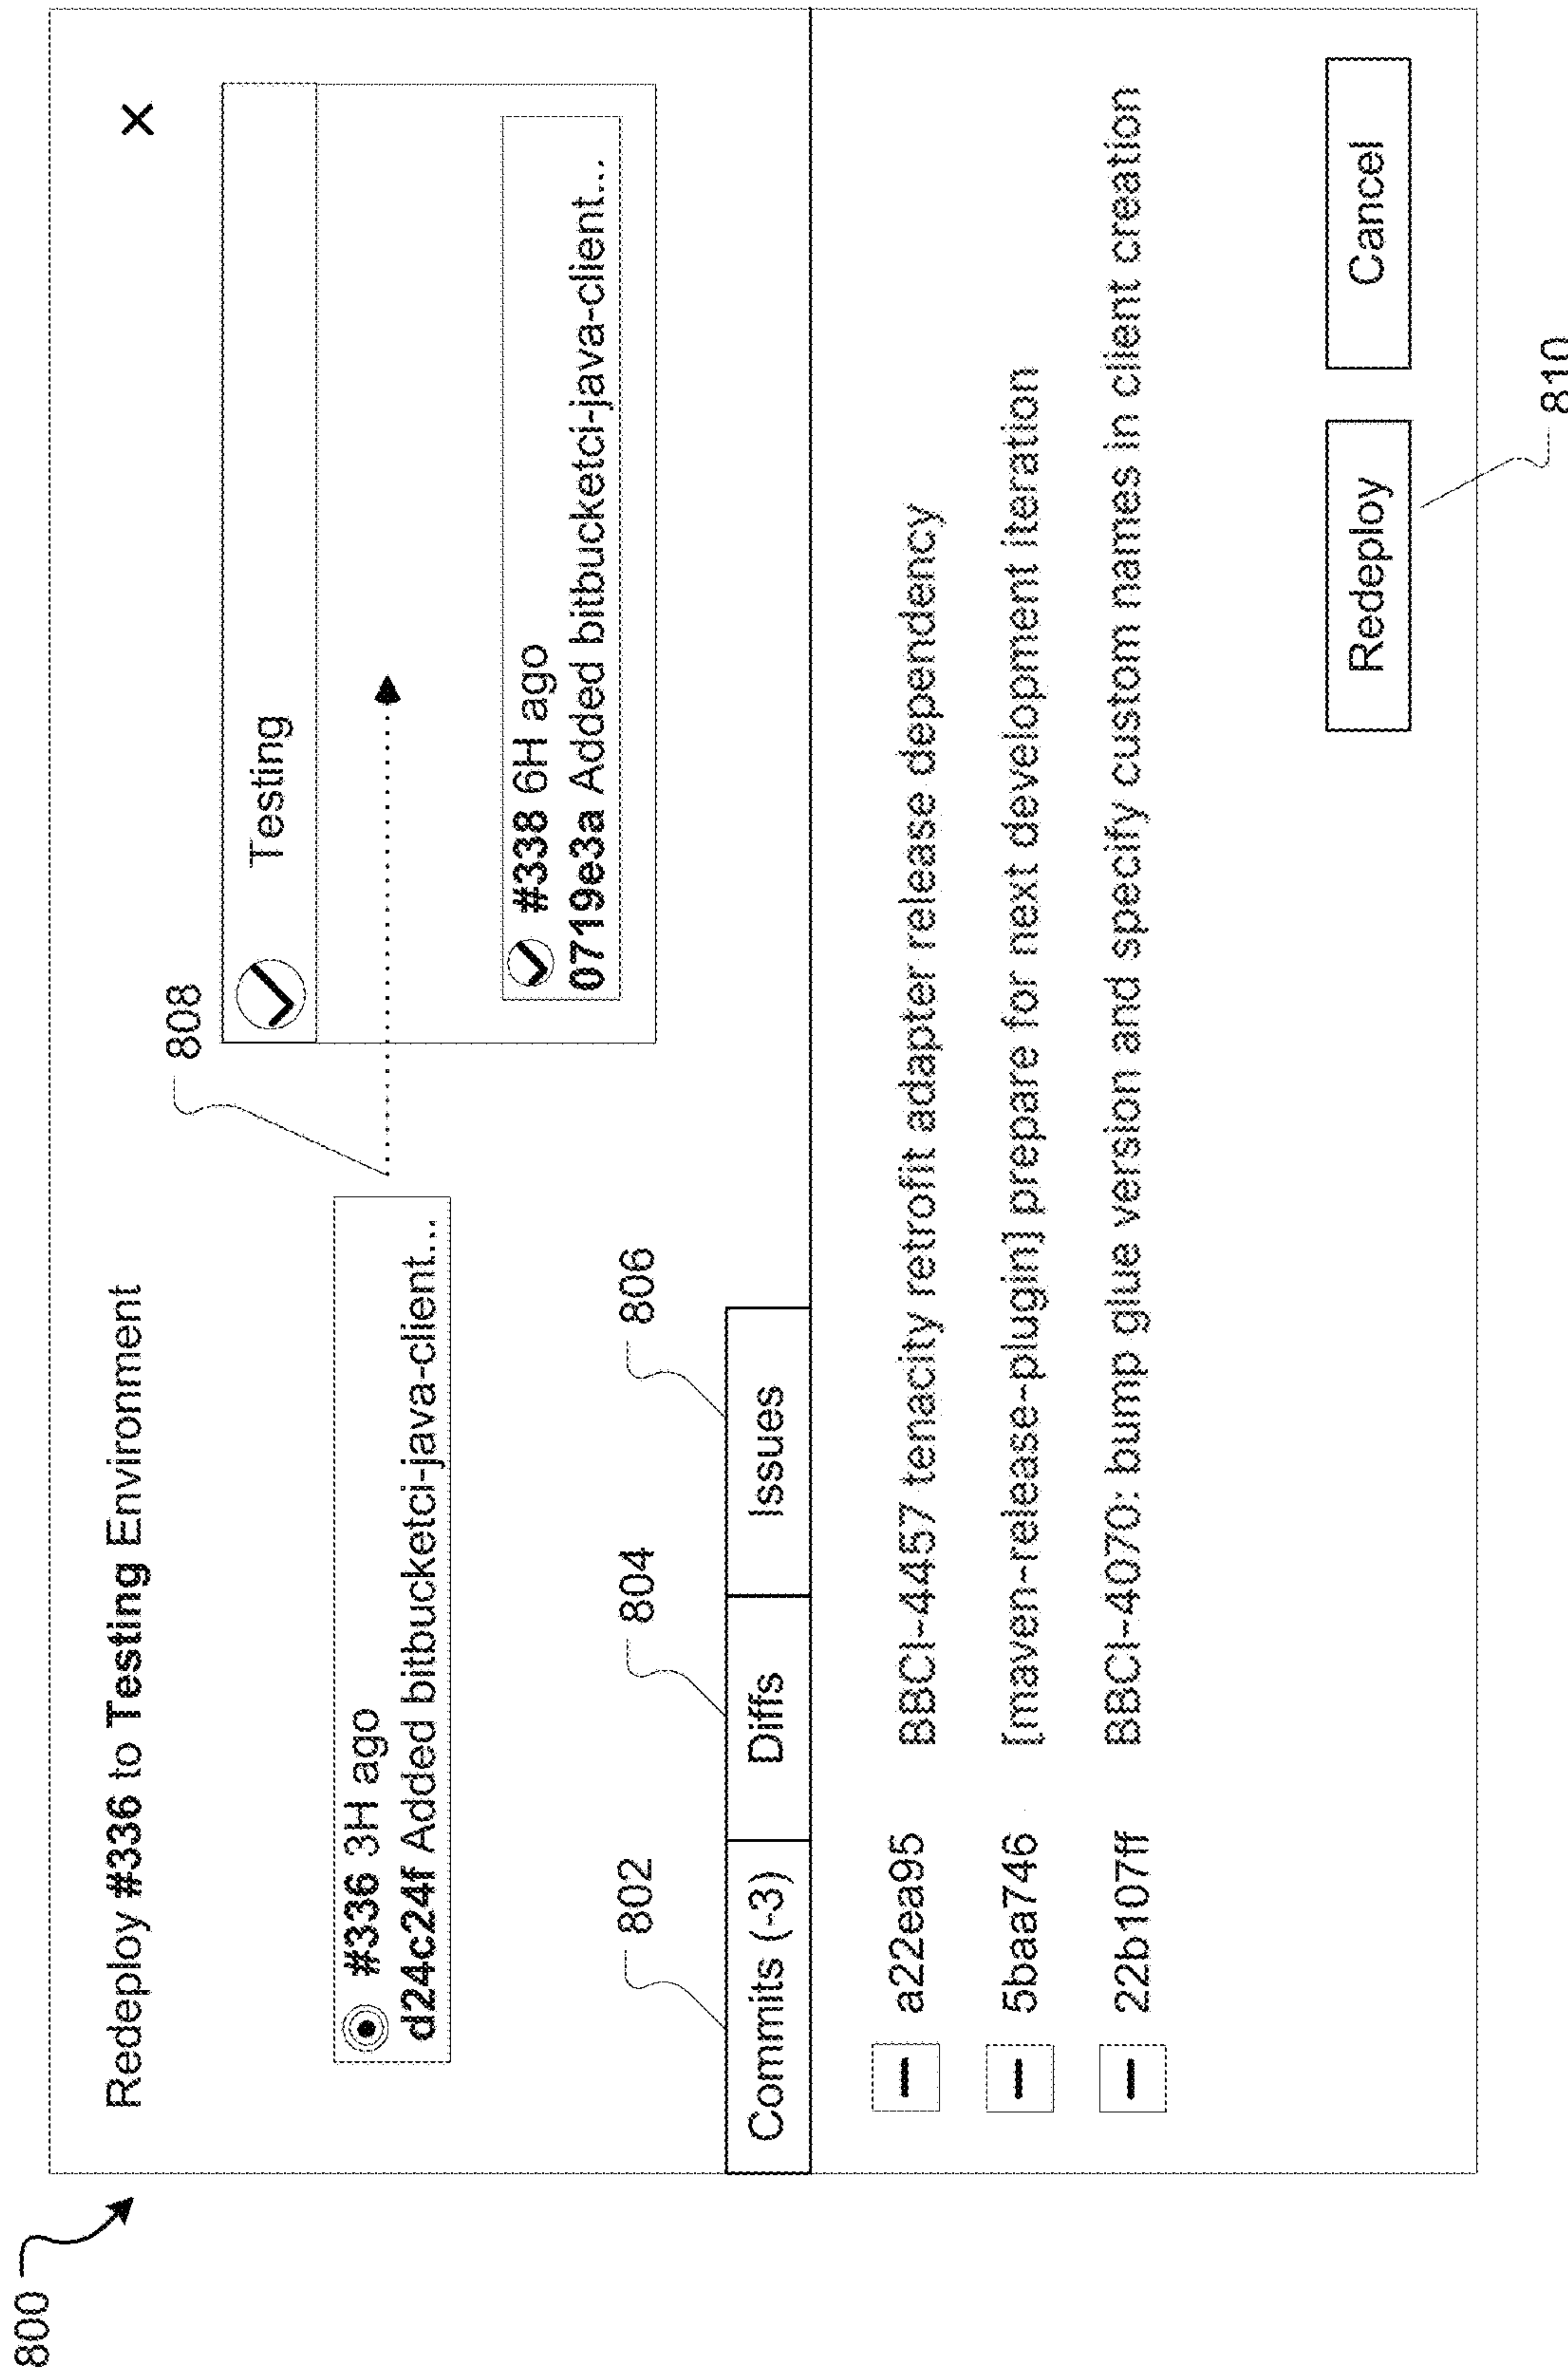 800
Redeploy #336 to Testing Environment
×
808
Testing
#336 3H ago
d24c24f Added bitbucketci-java-client...
#338 6H ago
0719e3a Added bitbucketci-java-client...
802
804
806
Commits (-3)
Diffs
Issues
a22ea95 BBCI-4457 tenacity retrofit adapter release dependency
5baa746 [maven-release-plugin] prepare for next development iteration
22b107ff BBCI-4070: bump glue version and specify custom names in client creation
Redeploy
Cancel
810